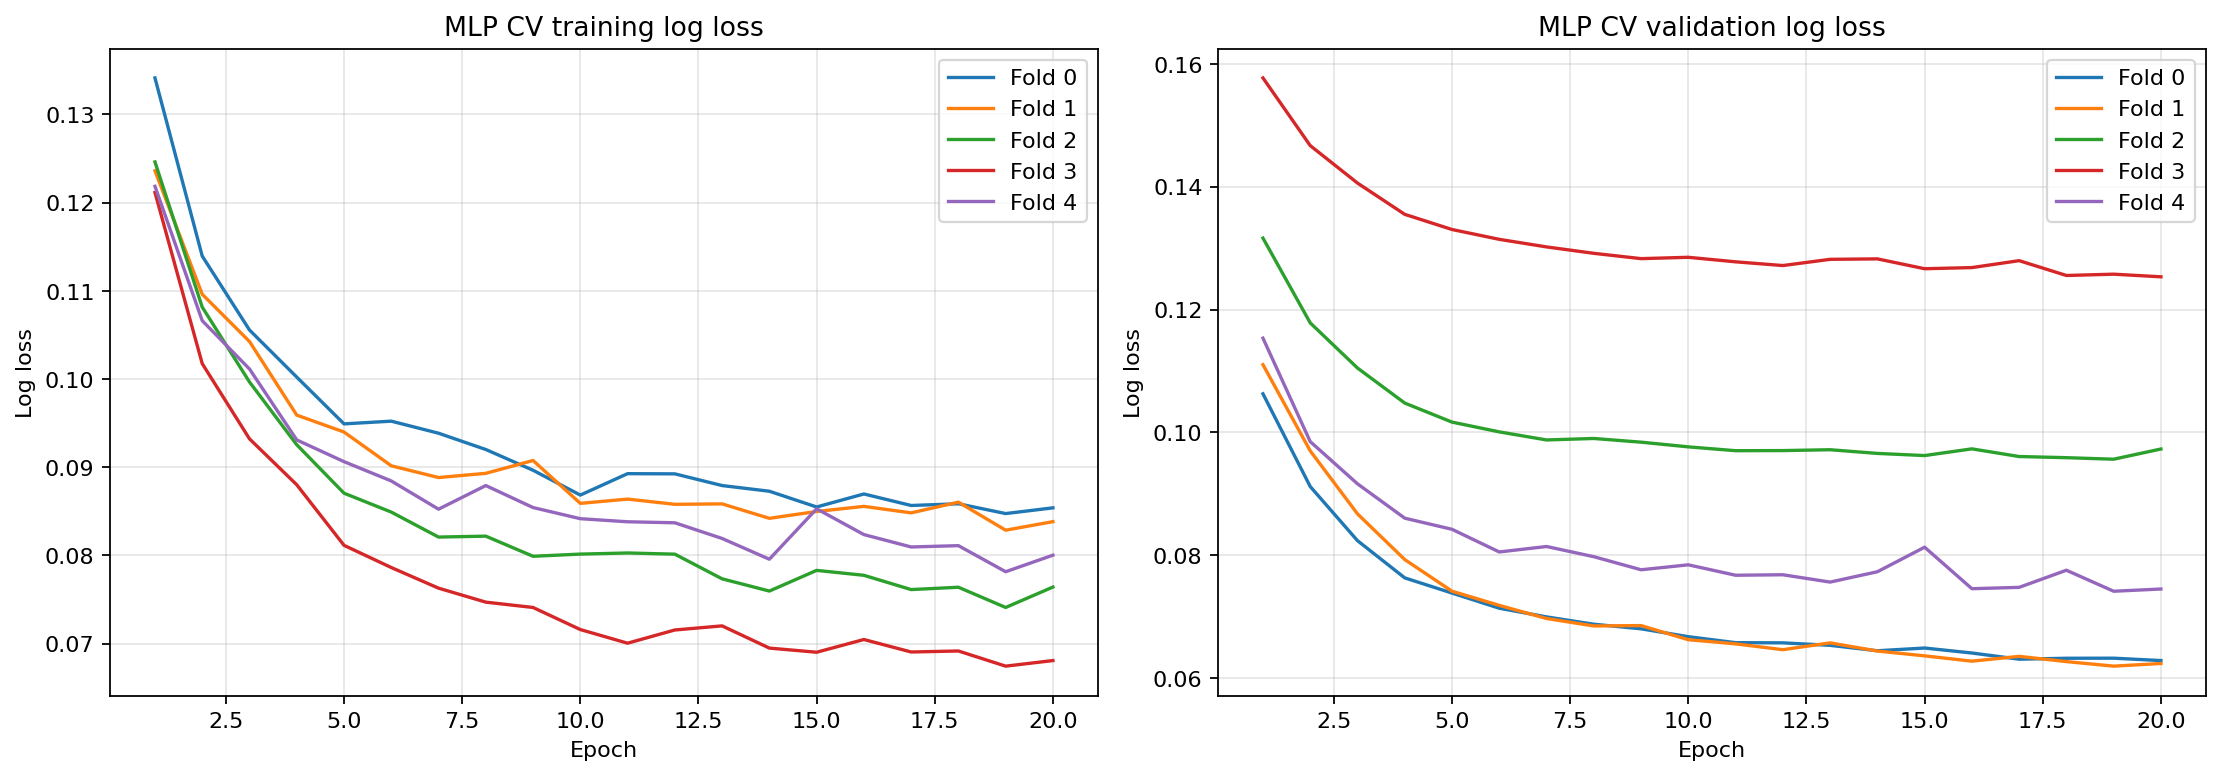 MLP CV training log loss
Log loss
0.13
0.12
0.11
0.10
0.09
0.08
0.07
Fold 0
Fold 1
Fold 2
Fold 3
Fold 4
2.5 5.0 7.5 10.0 12.5 15.0 17.5 20.0
Epoch
MLP CV validation log loss
Log loss
0.16
0.14
0.12
0.10
0.08
0.06
Fold 0
Fold 1
Fold 2
Fold 3
Fold 4
2.5 5.0 7.5 10.0 12.5 15.0 17.5 20.0
Epoch